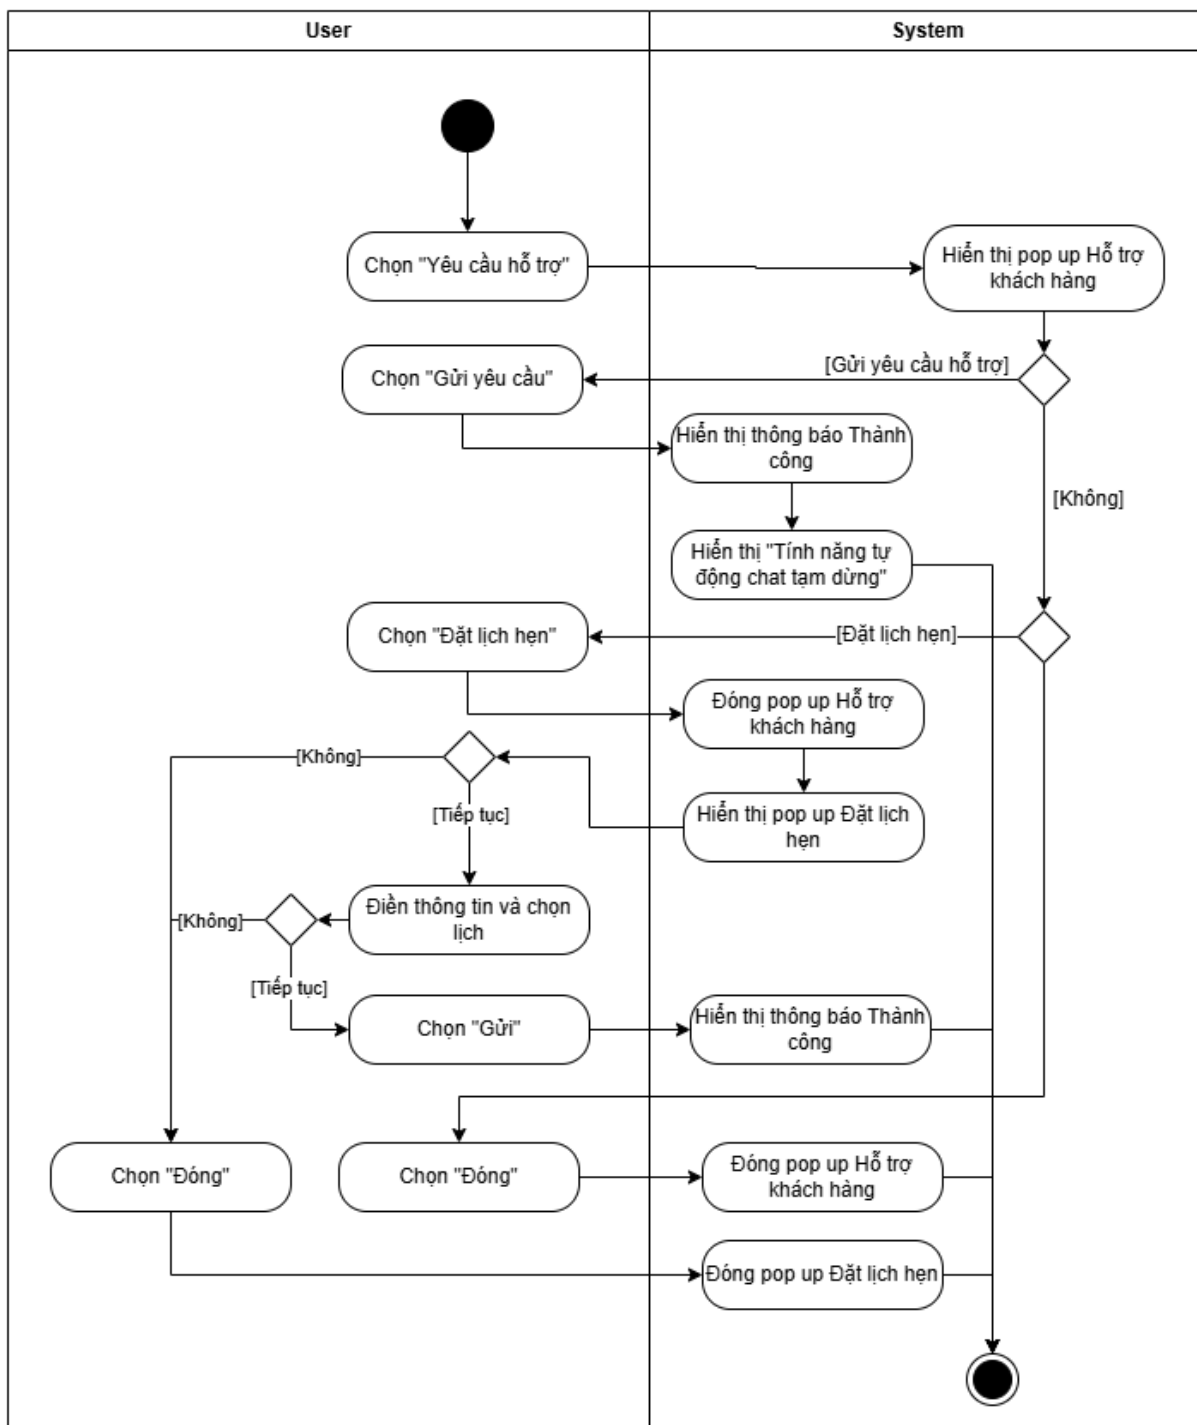 User
System
Chọn "Yêu cầu hỗ trợ"
Hiển thị pop up Hỗ trợ
khách hàng
[Gửi yêu cầu hỗ trợ]
Chọn "Gửi yêu cầu"
Hiển thị thông báo Thành
công
[Không]
Hiển thị "Tính năng tự
động chat tạm dừng"
Chọn "Đặt lịch hẹn"
[Đặt lịch hẹn]
Đóng pop up Hỗ trợ
khách hàng
[Không]
[Tiếp tục]
Hiển thị pop up Đặt lịch
hẹn
Điền thông tin và chọn
lịch
[Không]
[Tiếp tục]
Chọn "Gửi"
Hiển thị thông báo Thành
công
Chọn "Đóng"
Chọn "Đóng"
Đóng pop up Hỗ trợ
khách hàng
Đóng pop up Đặt lịch hẹn